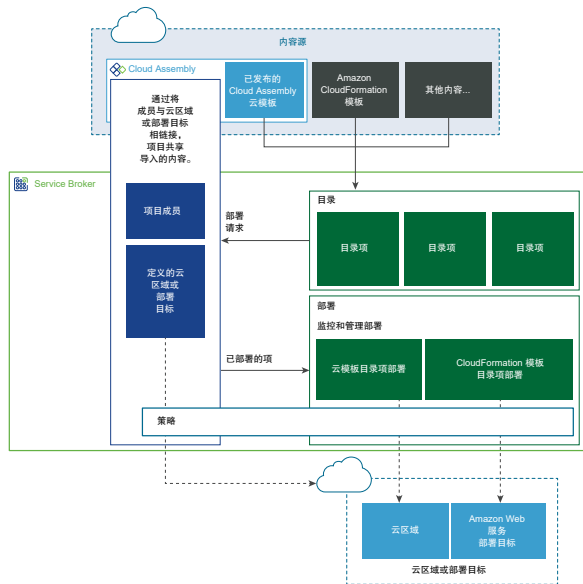 内容源
Cloud Assembly
已发布的
Cloud Assembly
云模板
Amazon
CloudFormation
模板
其他内容...
通过将
成员与云区域
或部署目标
相链接，
项目共享
导入的内容。
Service Broker
项目成员
定义的云
区域或
部署
目标
部署
请求
目录
目录项
目录项
目录项
部署
监控和管理部署
已部署的项
云模板目录项部署
CloudFormation 模板
目录项部署
策略
云区域
Amazon Web
服务
部署目标
云区域或部署目标